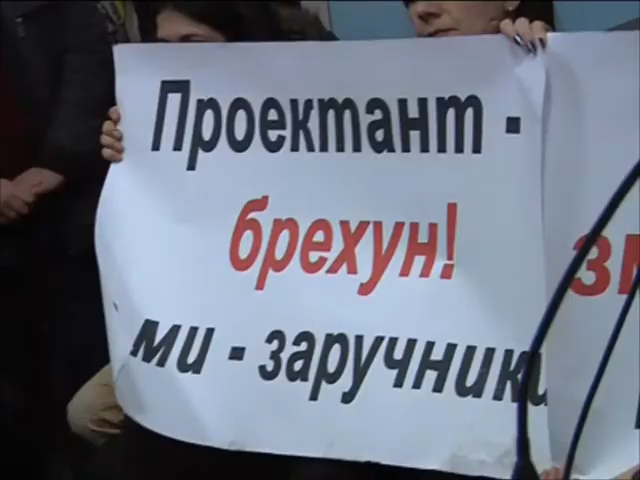 Проектант -
брехун!
ми - заручники